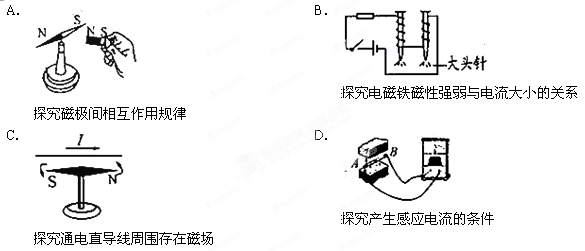 A.
S
N
N
S
探究磁极间相互作用规律
B.
大头针
探究电磁铁磁性强弱与电流大小的关系
C.
I
S
N
探究通电直导线周围存在磁场
D.
A
B
探究产生感应电流的条件